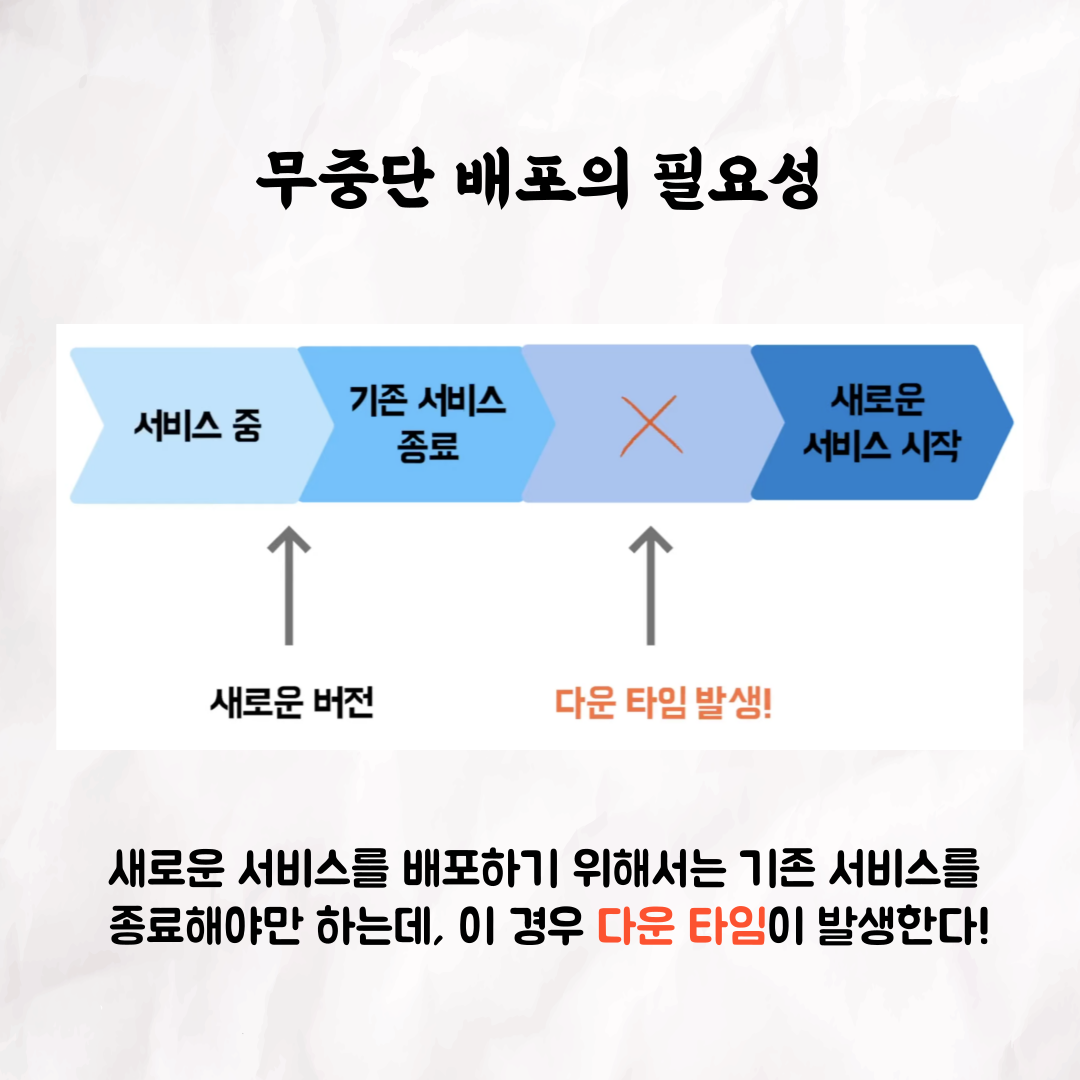 무중단 배포의 필요성
서비스 중
기존 서비스
종료
새로운
서비스 시작
새로운 버전
다운 타임 발생!
새로운 서비스를 배포하기 위해서는 기존 서비스를
종료해야만 하는데, 이 경우 다운 타임이 발생한다!